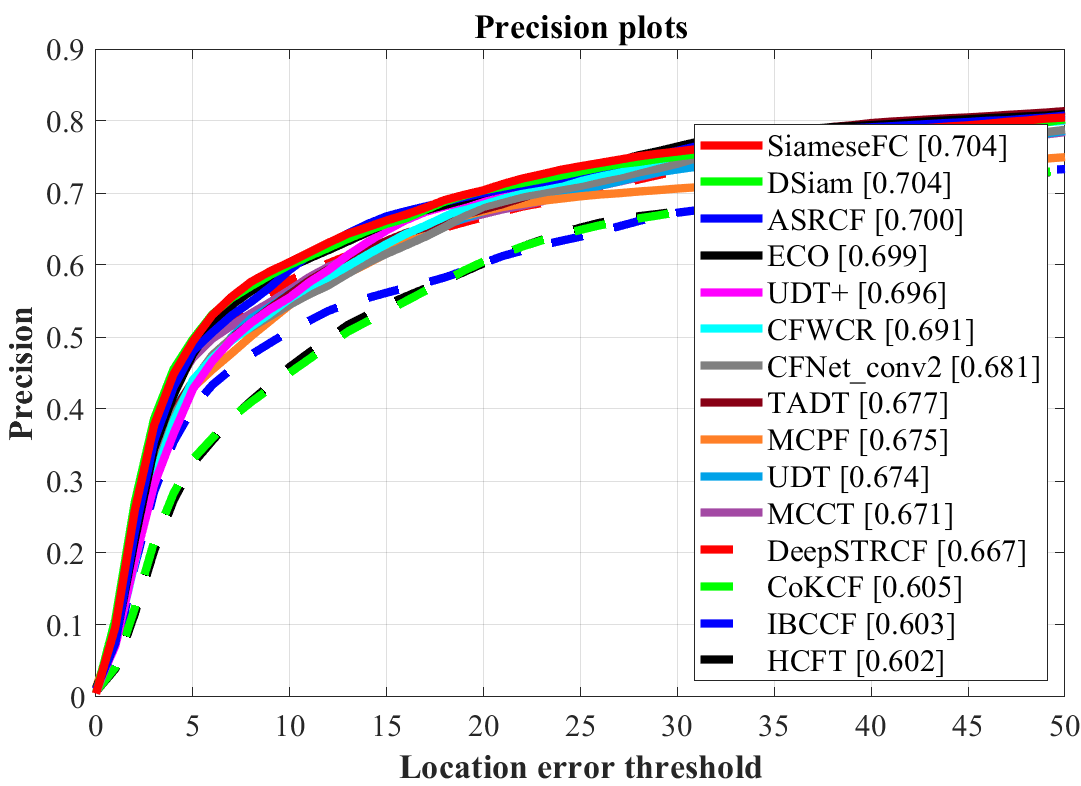 Precision plots
0.9
0.8
0.7
0.6
0.5
0.4
0.3
0.2
0.1
0
Precision
SiameseFC [0.704]
DSiam [0.704]
ASRCF [0.700]
ECO [0.699]
UDT+ [0.696]
CFWCR [0.691]
CFNet_conv2 [0.681]
TADT [0.677]
MCPF [0.675]
UDT [0.674]
MCCT [0.671]
DeepSTRCF [0.667]
CoKCF [0.605]
IBCCF [0.603]
HCFT [0.602]
0 5 10 15 20 25 30 35 40 45 50
Location error threshold